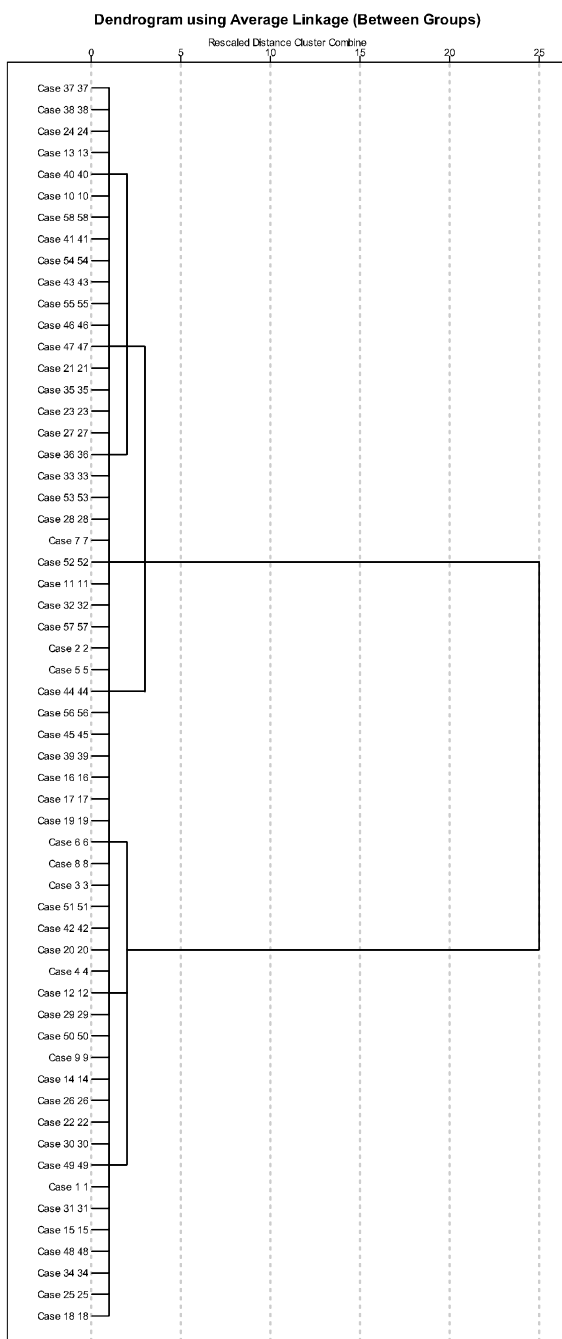 Dendrogram using Average Linkage (Between Groups)
Rescaled Distance Cluster Combine
0 5 10 15 20 25
Case 37 37
Case 38 38
Case 24 24
Case 13 13
Case 40 40
Case 10 10
Case 58 58
Case 41 41
Case 54 54
Case 43 43
Case 55 55
Case 46 46
Case 47 47
Case 21 21
Case 35 35
Case 23 23
Case 27 27
Case 36 36
Case 33 33
Case 53 53
Case 28 28
Case 7 7
Case 52 52
Case 11 11
Case 32 32
Case 57 57
Case 2 2
Case 5 5
Case 44 44
Case 56 56
Case 45 45
Case 39 39
Case 16 16
Case 17 17
Case 19 19
Case 6 6
Case 8 8
Case 3 3
Case 51 51
Case 42 42
Case 20 20
Case 4 4
Case 12 12
Case 29 29
Case 50 50
Case 9 9
Case 14 14
Case 26 26
Case 22 22
Case 30 30
Case 49 49
Case 1 1
Case 31 31
Case 15 15
Case 48 48
Case 34 34
Case 25 25
Case 18 18